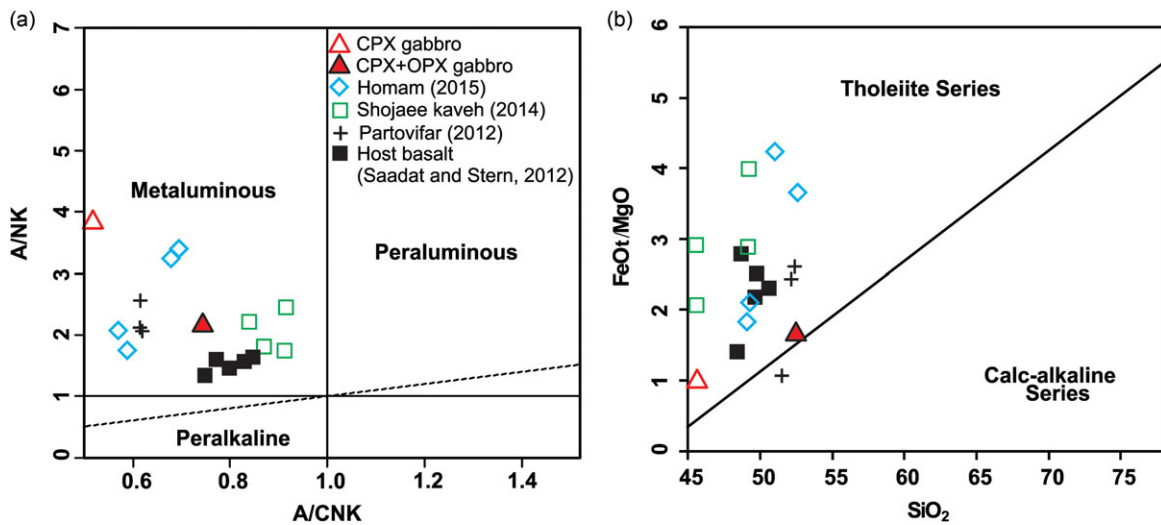 (a)
7
6
5
4
3
2
1
0
A/NK
CPX gabbro
CPX+OPX gabbro
Homam (2015)
Shojaee kaveh (2014)
Partovifar (2012)
Host basalt
(Saadat and Stern, 2012)
Metaluminous
Peraluminous
Peralkaline
0.6
0.8
1.0
1.2
1.4
A/CNK
(b)
6
5
4
3
2
1
0
FeOt/MgO
Tholeiite Series
Calc-alkaline
Series
45
50
55
60
65
70
75
SiO₂